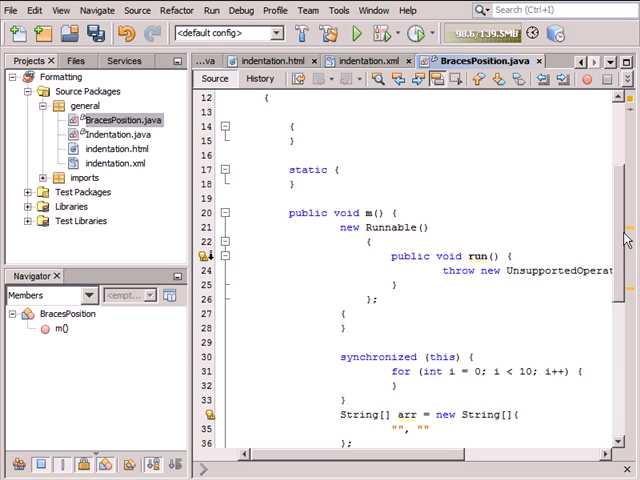 File Edit View Navigate Source Refactor Run Debug Profile Team Tools Window Help
Search (Ctrl+I)
<default config>
98.6/139.5MB
Projects Files Services
...va indentation.html indentation.xml BracesPosition.java
Source History
Formatting
Source Packages
general
BracesPosition.java
Indentation.java
indentation.html
indentation.xml
imports
Test Packages
Libraries
Test Libraries
Navigator
Members
<empt...
BracesPosition
m()
12 {
13
14 {
15 }
16
17 static {
18 }
19
20 public void m() {
21 new Runnable()
22 {
public void run() {
24 throw new UnsupportedOperat
25 }
26 };
27 {
28 }
29
30 synchronized (this) {
31 for (int i = 0; i < 10; i++) {
32 }
33 }
String[] arr = new String[]{
35 "", ""
36 };